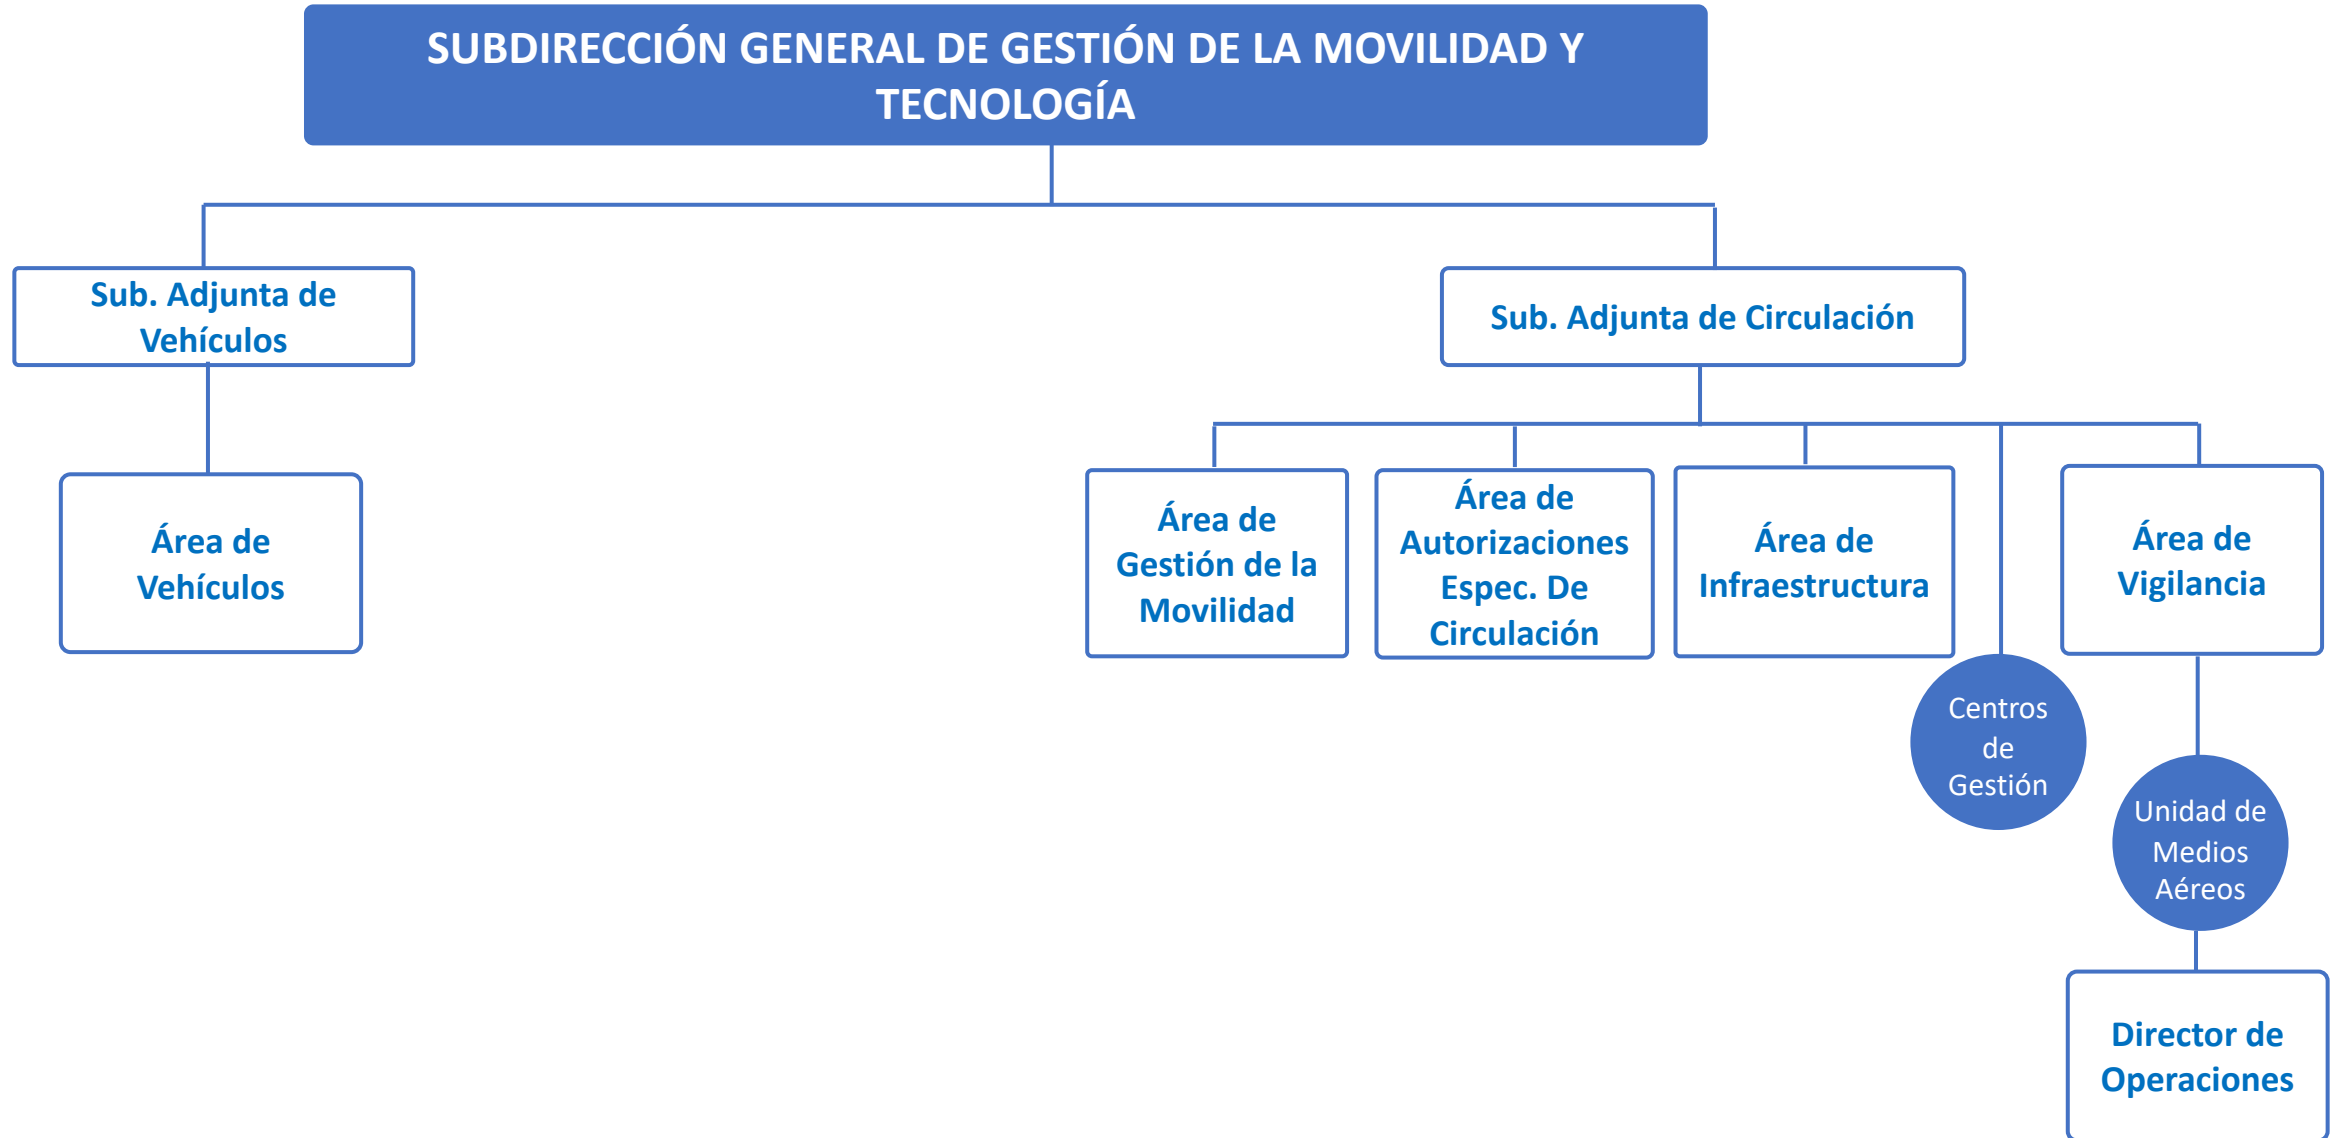 SUBDIRECCIÓN GENERAL DE GESTIÓN DE LA MOVILIDAD Y
TECNOLOGÍA
Sub. Adjunta de
Vehículos
Sub. Adjunta de Circulación
Área de
Vehículos
Área de
Gestión de la
Movilidad
Área de
Autorizaciones
Espec. De
Circulación
Área de
Infraestructura
Área de
Vigilancia
Centros
de
Gestión
Unidad de
Medios
Aéreos
Director de
Operaciones